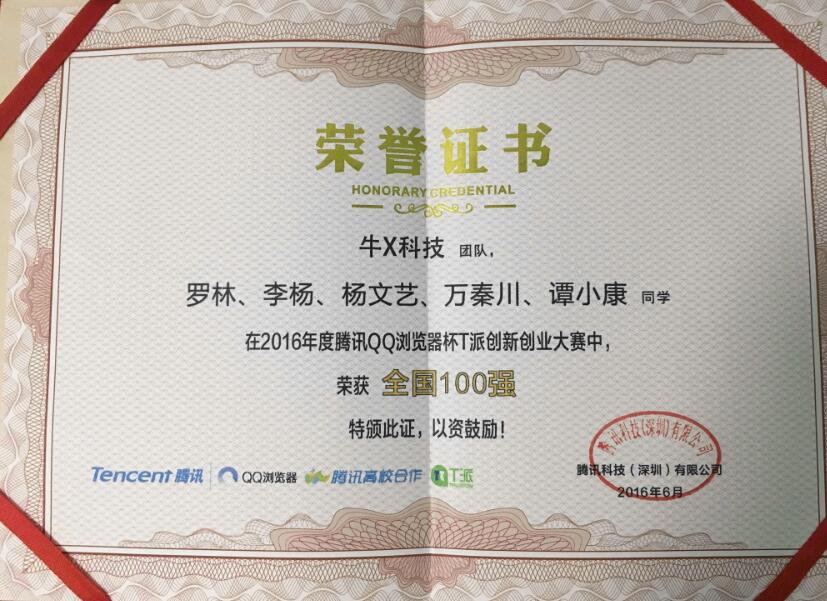 荣誉证书
HONORARY CREDENTIAL
牛X科技 团队，
罗林、李杨、杨文艺、万秦川、谭小康 同学
在2016年度腾讯QQ浏览器杯T派创新创业大赛中，
荣获 全国100强
特颁此证，以资鼓励！
Tencent 腾讯 QQ浏览器 腾讯高校合作 T派
腾讯科技(深圳)有限公司
腾讯科技（深圳）有限公司
2016年6月